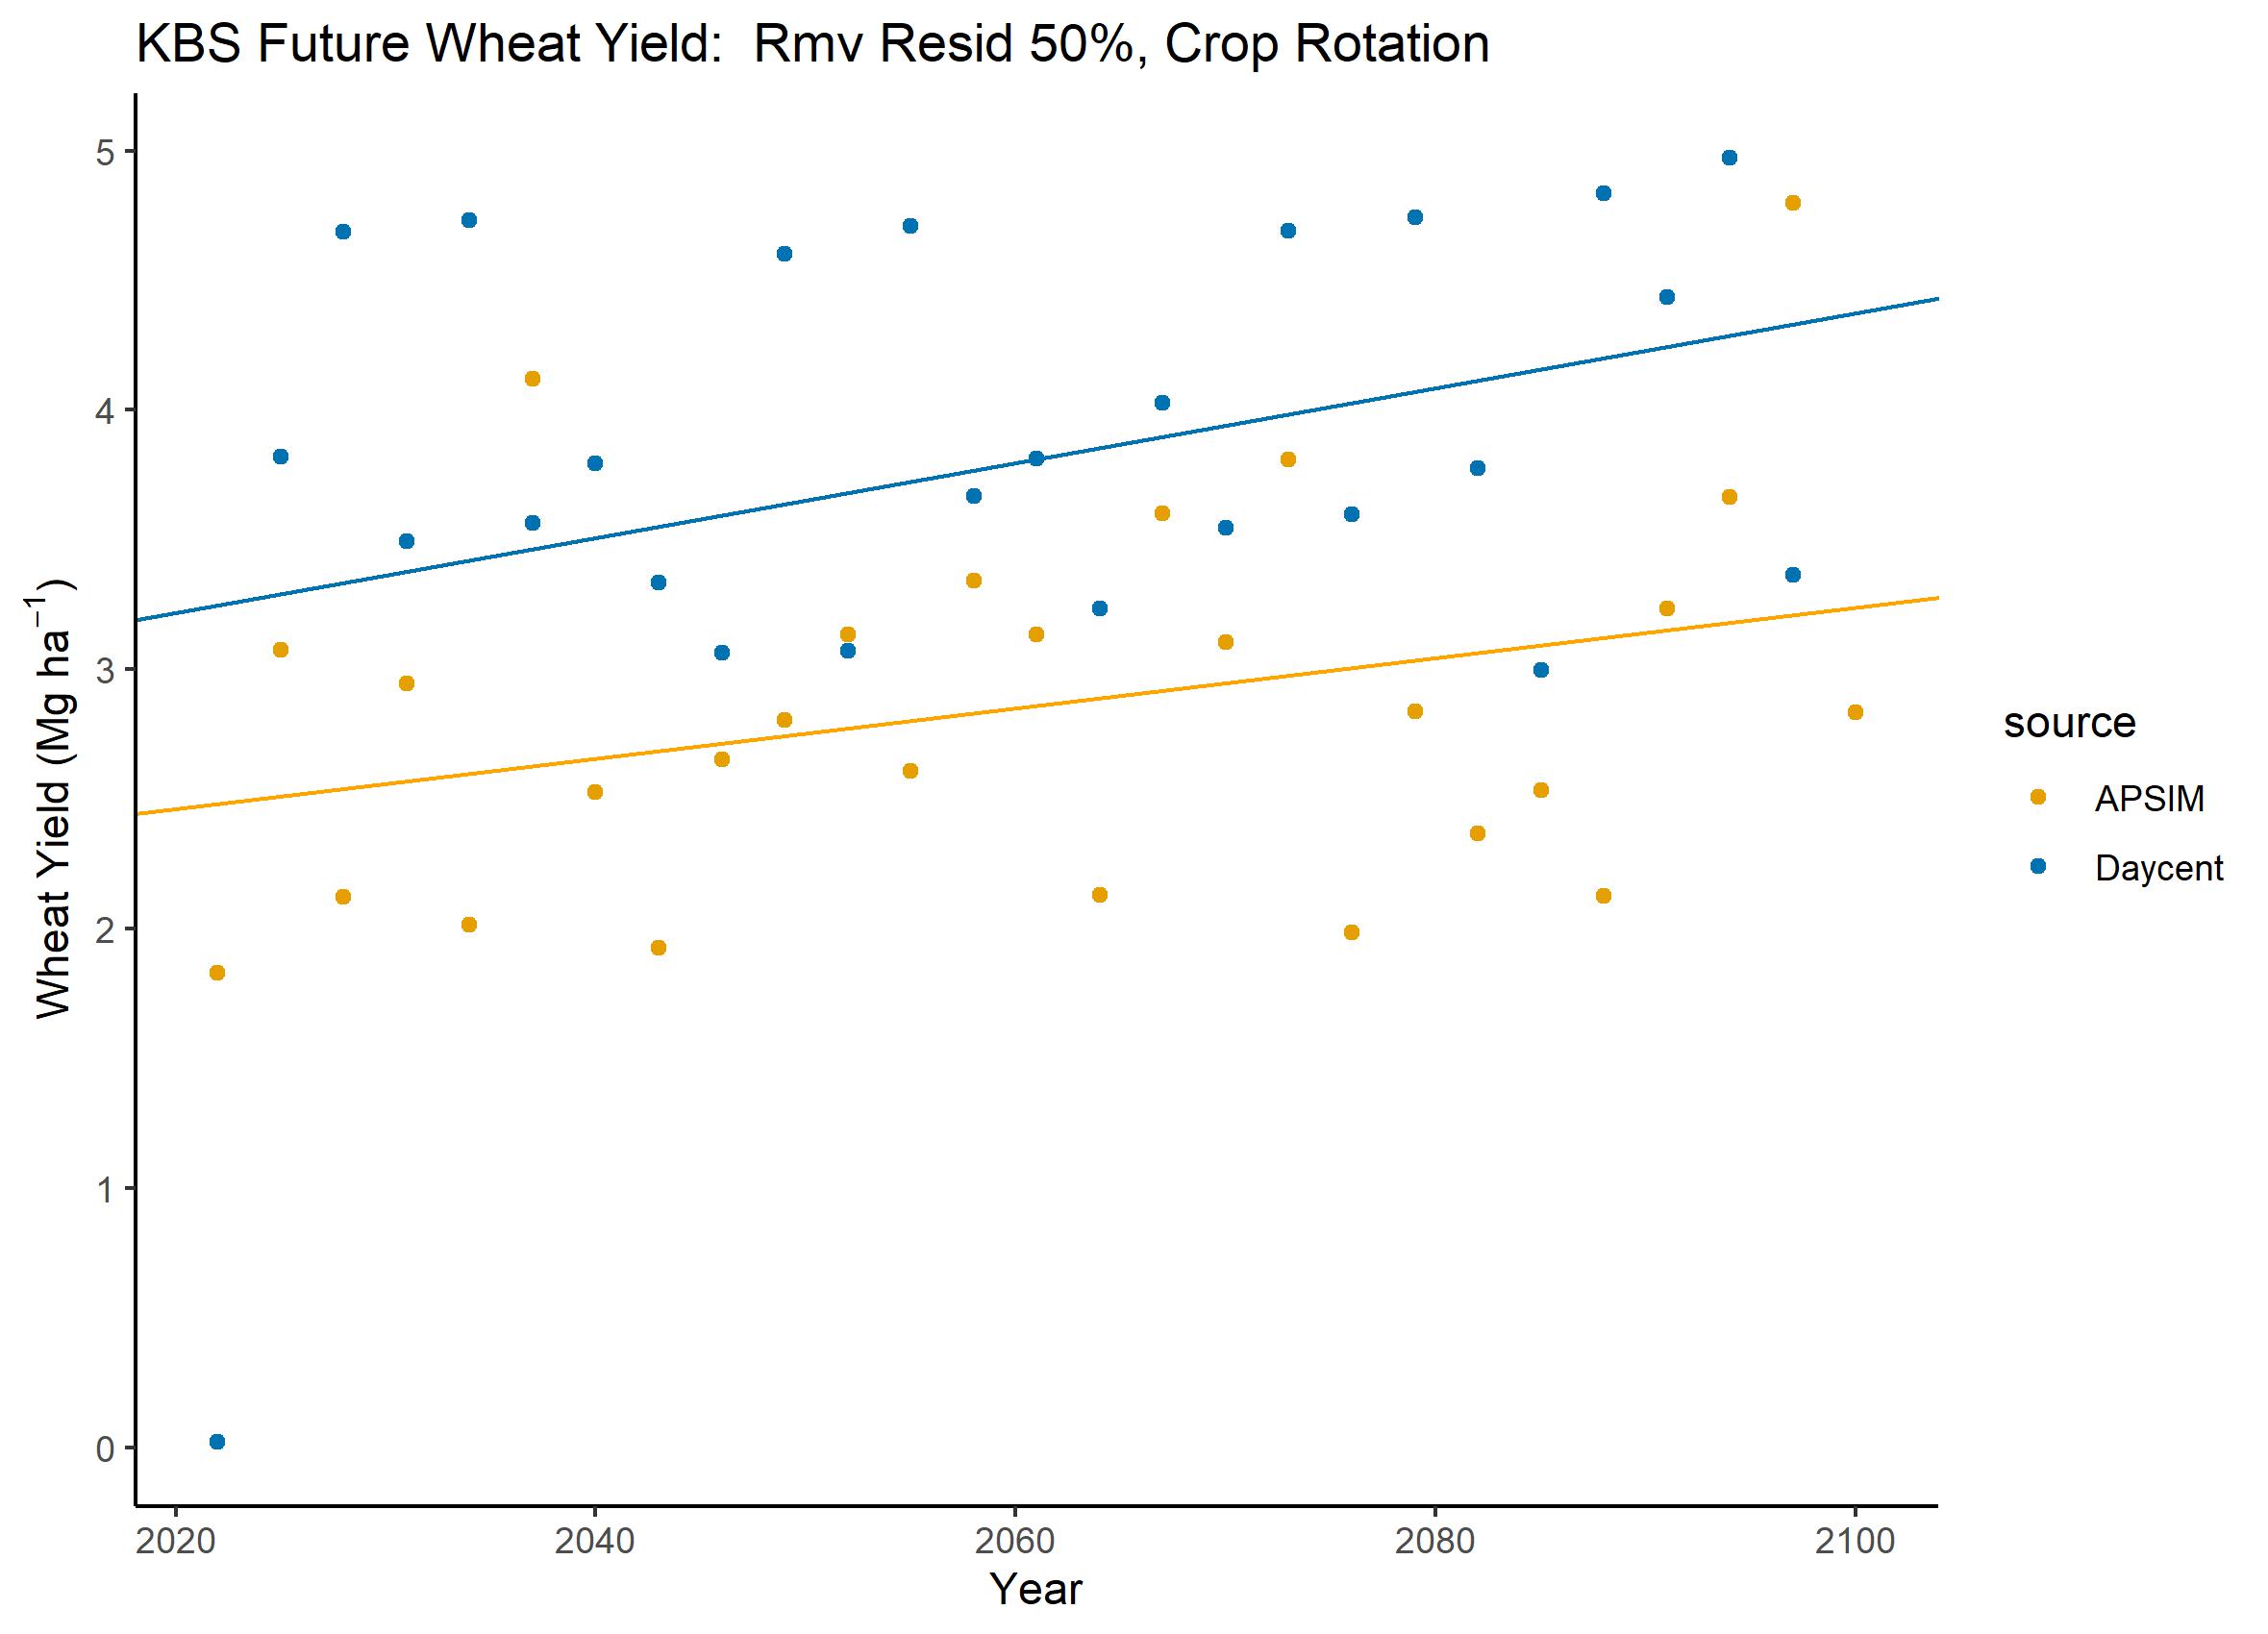 KBS Future Wheat Yield:  Rmv Resid 50%, Crop Rotation
5
4
3
2
1
0
Wheat Yield (Mg ha⁻¹)
2020 2040 2060 2080 2100
Year
source
APSIM
Daycent